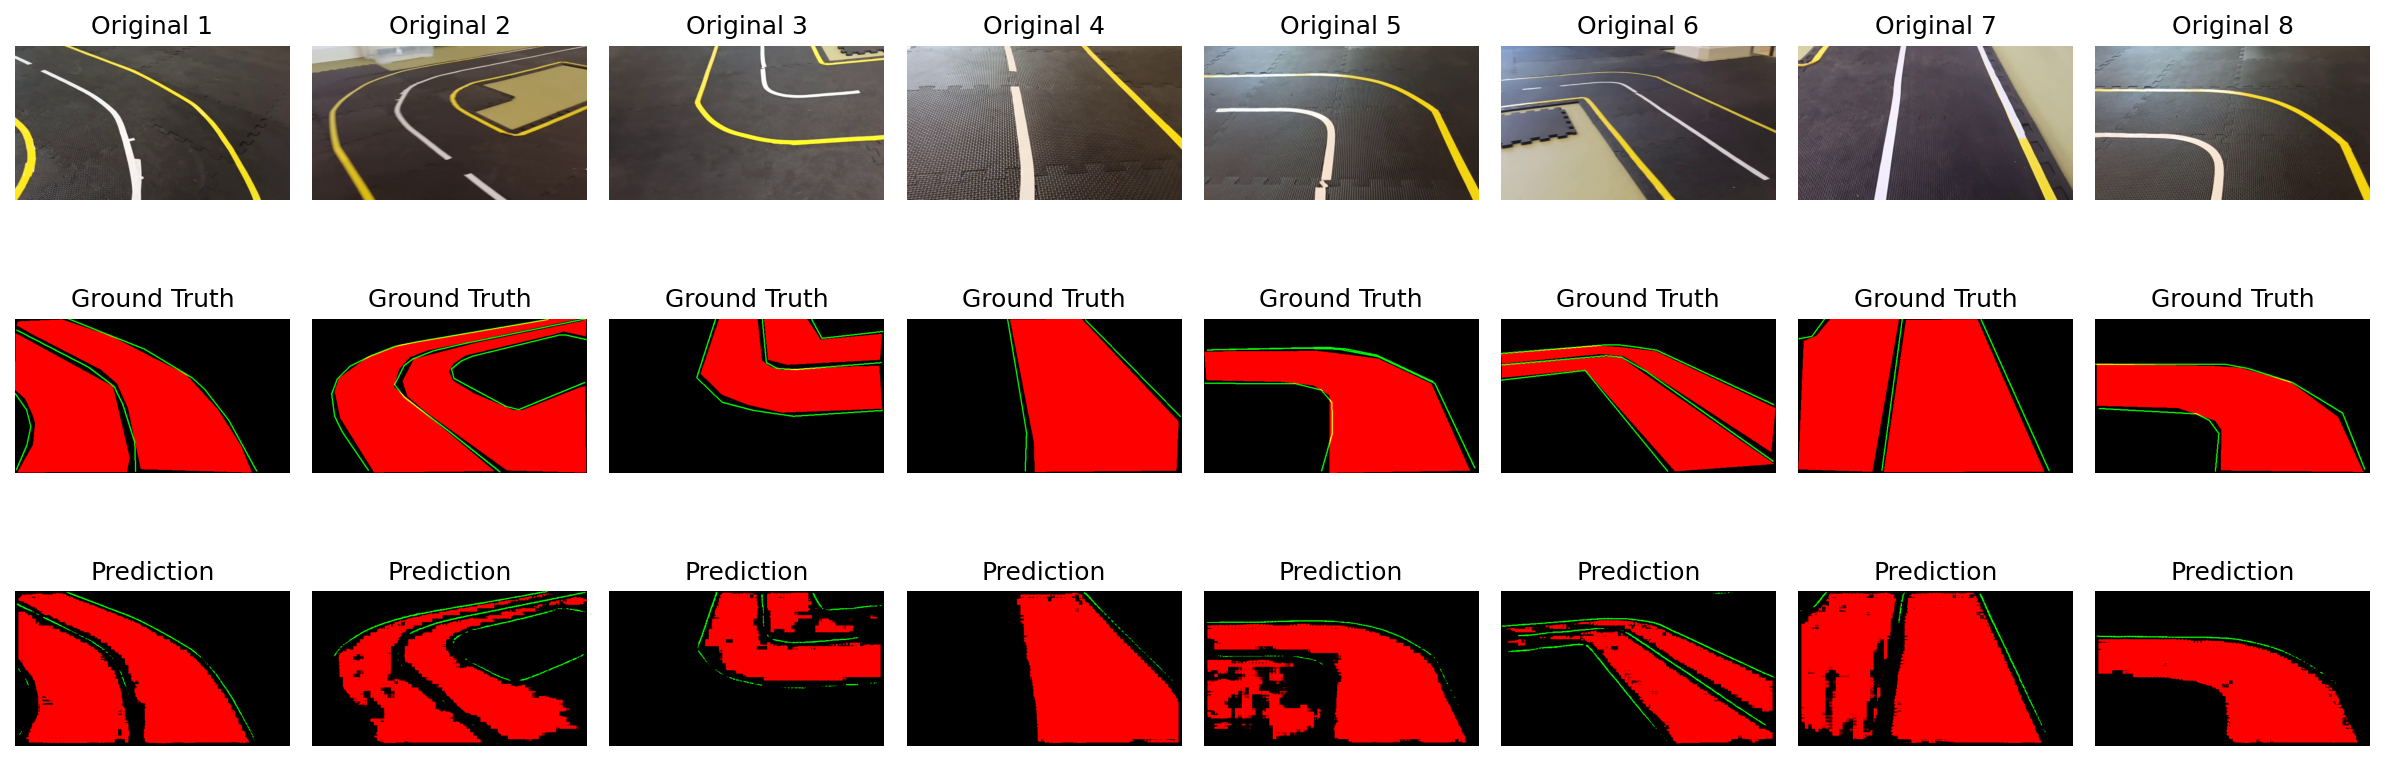 Original 1
Original 2
Original 3
Original 4
Original 5
Original 6
Original 7
Original 8
Ground Truth
Ground Truth
Ground Truth
Ground Truth
Ground Truth
Ground Truth
Ground Truth
Ground Truth
Prediction
Prediction
Prediction
Prediction
Prediction
Prediction
Prediction
Prediction